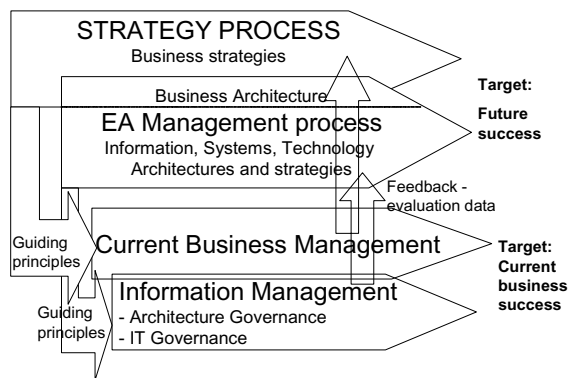 STRATEGY PROCESS
Business strategies
Business Architecture
EA Management process
Information, Systems, Technology
Architectures and strategies
Target:
Future
success
Feedback -
evaluation data
Guiding
principles
Current Business Management
Target:
Current
business
success
Guiding
principles
Information Management
- Architecture Governance
- IT Governance